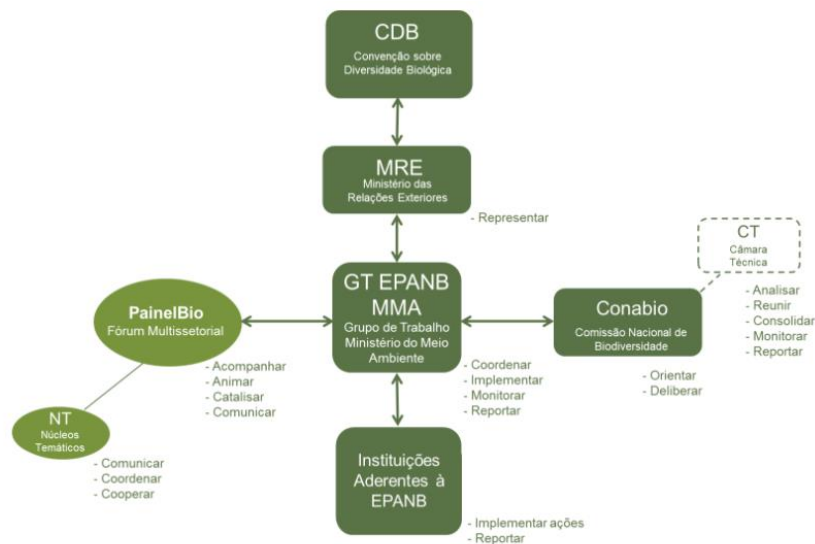 CDB
Convenção sobre
Diversidade Biológica
MRE
Ministério das
Relações Exteriores
- Representar
CT
Câmara
Técnica
- Analisar
- Reunir
- Consolidar
- Monitorar
- Reportar
GT EPANB
MMA
Grupo de Trabalho
Ministério do Meio
Ambiente
- Coordenar
- Implementar
- Monitorar
- Reportar
Conabio
Comissão Nacional de
Biodiversidade
- Orientar
- Deliberar
PainelBio
Fórum Multissetorial
- Acompanhar
- Animar
- Catalisar
- Comunicar
NT
Núcleos
Temáticos
- Comunicar
- Coordenar
- Cooperar
Instituições
Aderentes à
EPANB
- Implementar ações
- Reportar